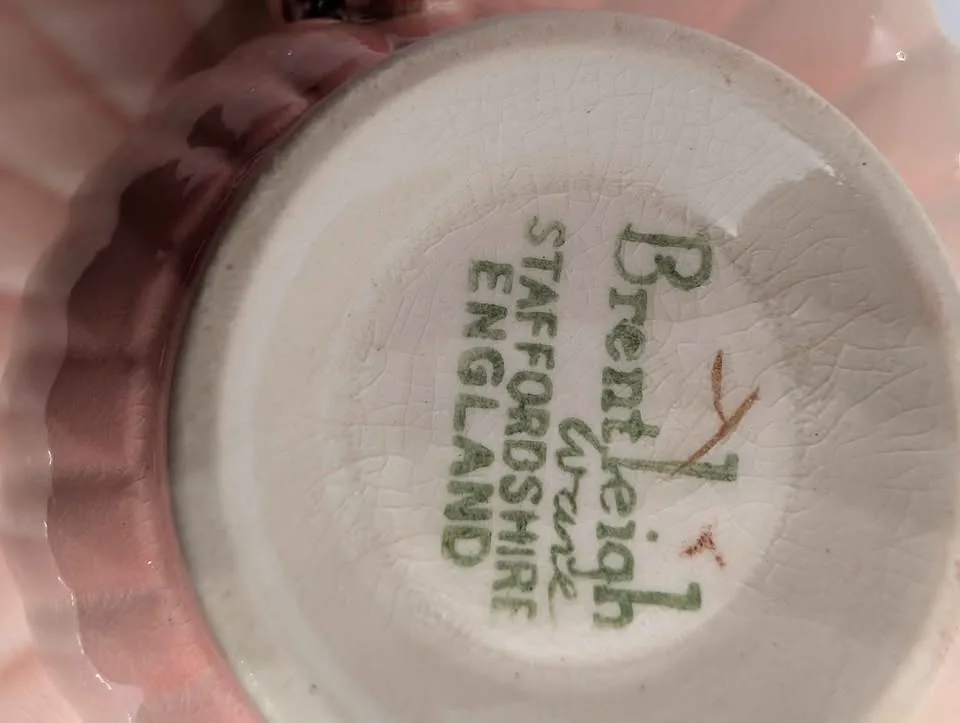 Brentleigh
Ware
STAFFORDSHIRE
ENGLAND
Y